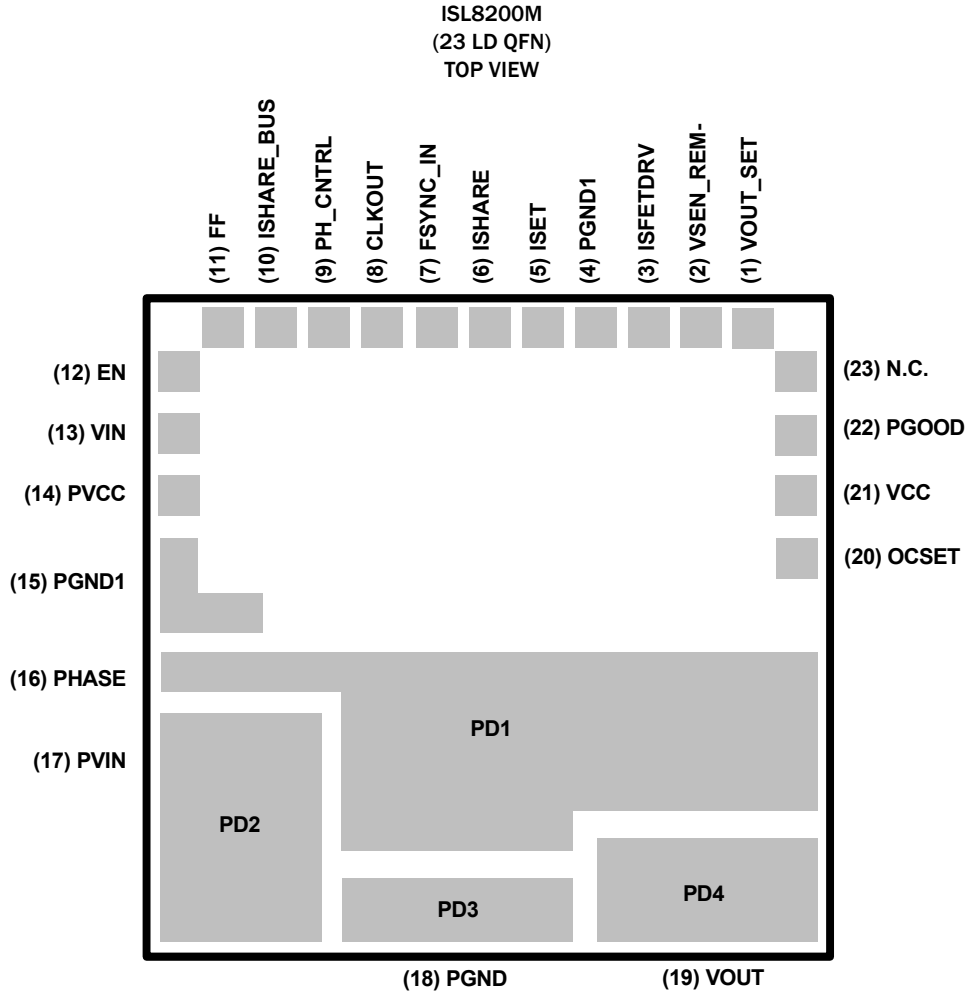 ISL8200M
(23 LD QFN)
TOP VIEW
(11) FF
(10) ISHARE_BUS
(9) PH_CNTRL
(8) CLKOUT
(7) FSYNC_IN
(6) ISHARE
(5) ISET
(4) PGND1
(3) ISFETDRV
(2) VSEN_REM-
(1) VOUT_SET
(12) EN
(13) VIN
(14) PVCC
(15) PGND1
(16) PHASE
(17) PVIN
(23) N.C.
(22) PGOOD
(21) VCC
(20) OCSET
PD1
PD2
PD3
PD4
(18) PGND
(19) VOUT